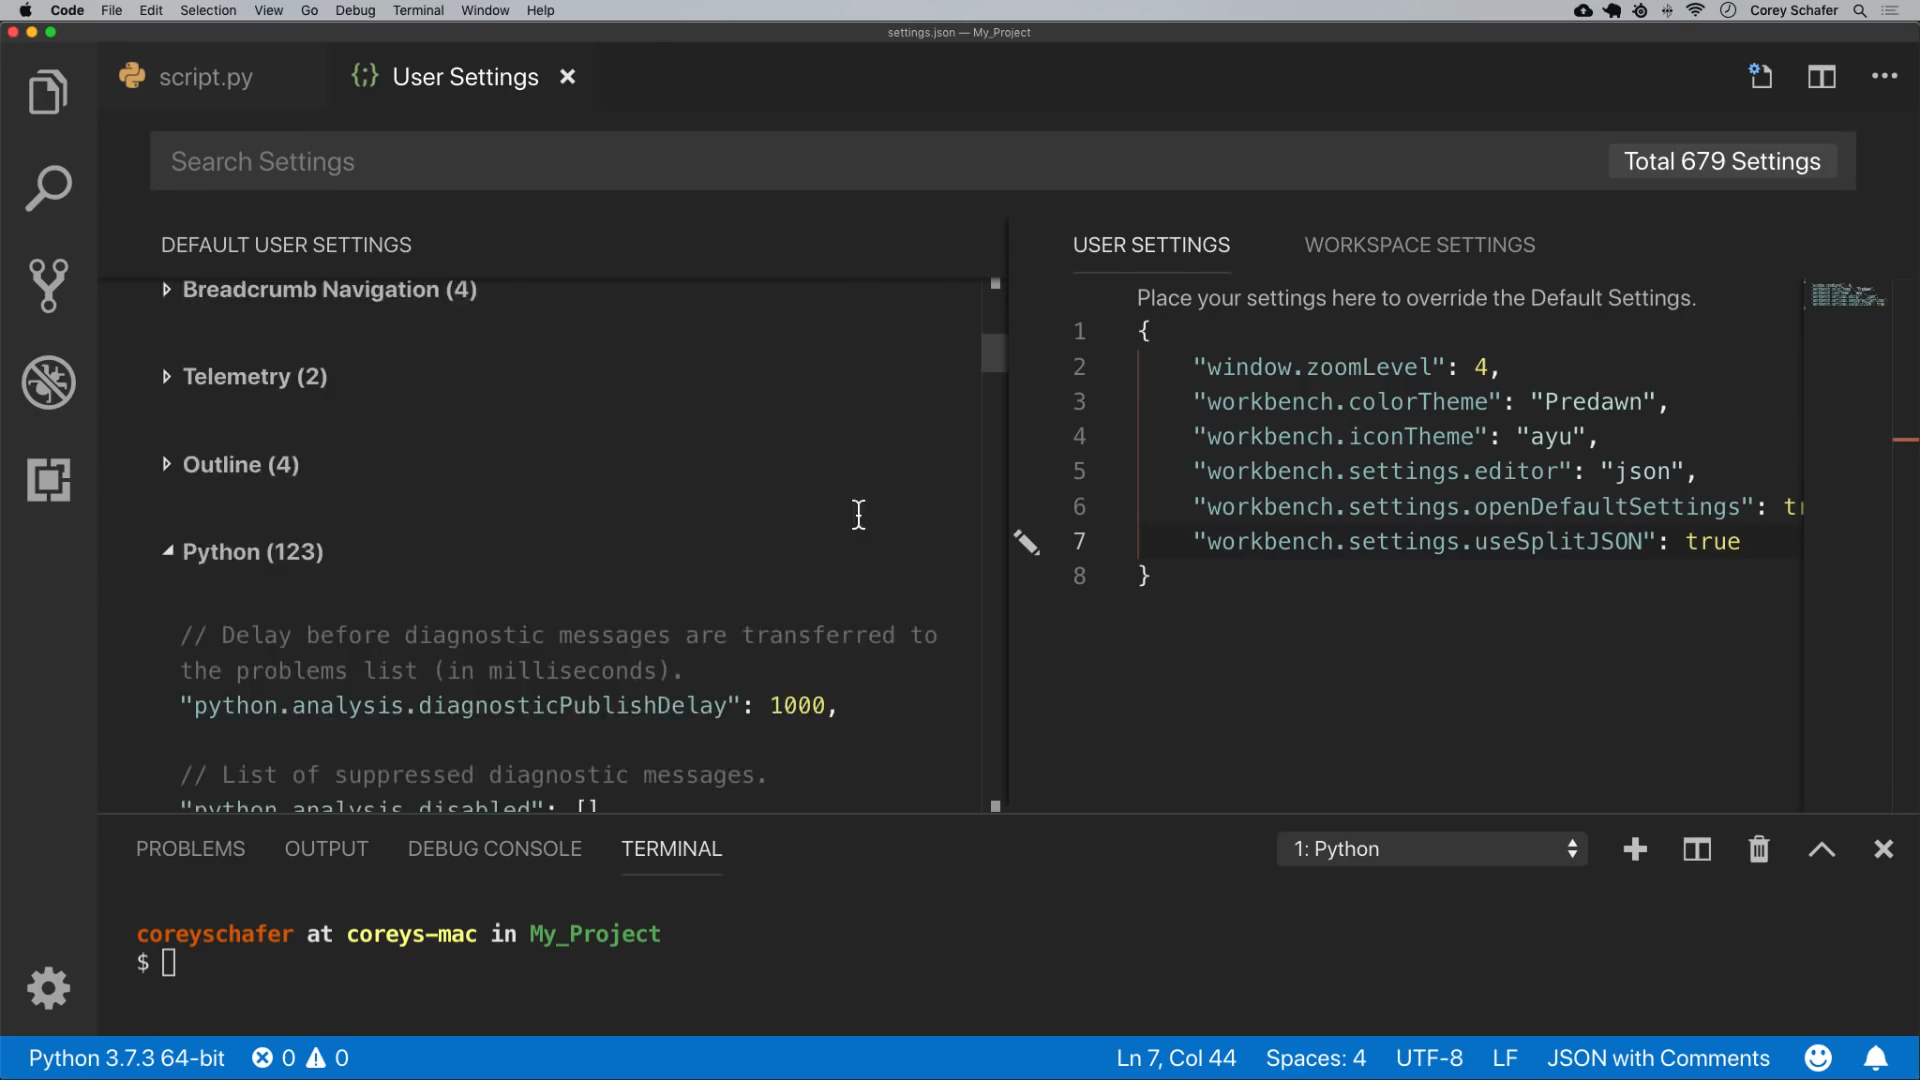 Code File Edit Selection View Go Debug Terminal Window Help Corey Schafer
settings.json — My_Project
script.py User Settings
Search Settings Total 679 Settings
DEFAULT USER SETTINGS
Breadcrumb Navigation (4)
Telemetry (2)
Outline (4)
Python (123)
// Delay before diagnostic messages are transferred to
the problems list (in milliseconds).
"python.analysis.diagnosticPublishDelay": 1000,
// List of suppressed diagnostic messages.
"python.analysis.disabled": []
USER SETTINGS WORKSPACE SETTINGS
Place your settings here to override the Default Settings.
1 {
2 "window.zoomLevel": 4,
3 "workbench.colorTheme": "Predawn",
4 "workbench.iconTheme": "ayu",
5 "workbench.settings.editor": "json",
6 "workbench.settings.openDefaultSettings": tr
7 "workbench.settings.useSplitJSON": true
8 }
PROBLEMS OUTPUT DEBUG CONSOLE TERMINAL 1: Python
coreyschafer at coreys-mac in My_Project
$
Python 3.7.3 64-bit 0 0 Ln 7, Col 44 Spaces: 4 UTF-8 LF JSON with Comments